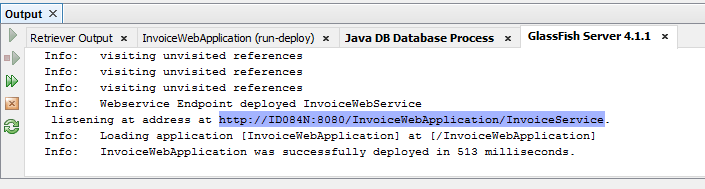 Output
Retriever Output InvoiceWebApplication (run-deploy) Java DB Database Process GlassFish Server 4.1.1
Info: visiting unvisited references
Info: visiting unvisited references
Info: visiting unvisited references
Info: Webservice Endpoint deployed InvoiceWebService
listening at address at http://ID084N:8080/InvoiceWebApplication/InvoiceService.
Info: Loading application [InvoiceWebApplication] at [/InvoiceWebApplication]
Info: InvoiceWebApplication was successfully deployed in 513 milliseconds.